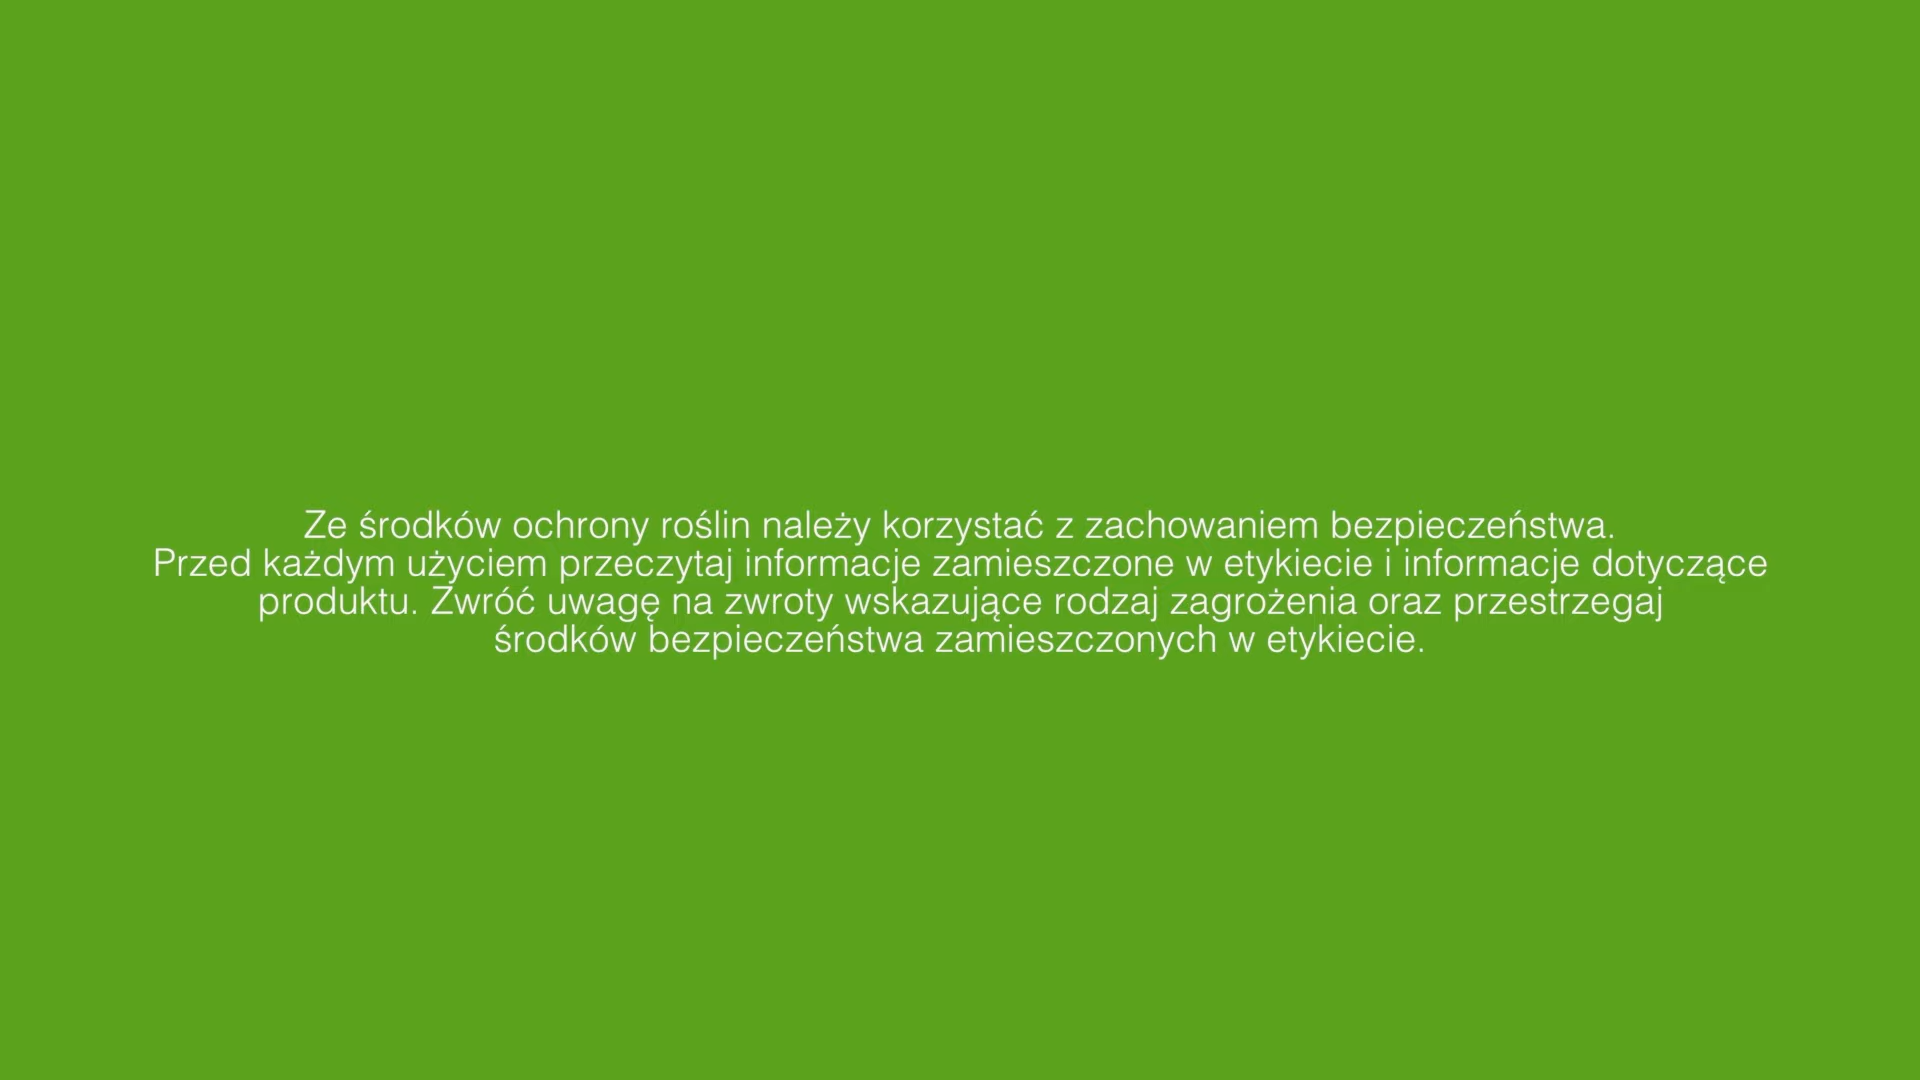 Ze środków ochrony roślin należy korzystać z zachowaniem bezpieczeństwa.
Przed każdym użyciem przeczytaj informacje zamieszczone w etykiecie i informacje dotyczące
produktu. Zwróć uwagę na zwroty wskazujące rodzaj zagrożenia oraz przestrzegaj
środków bezpieczeństwa zamieszczonych w etykiecie.